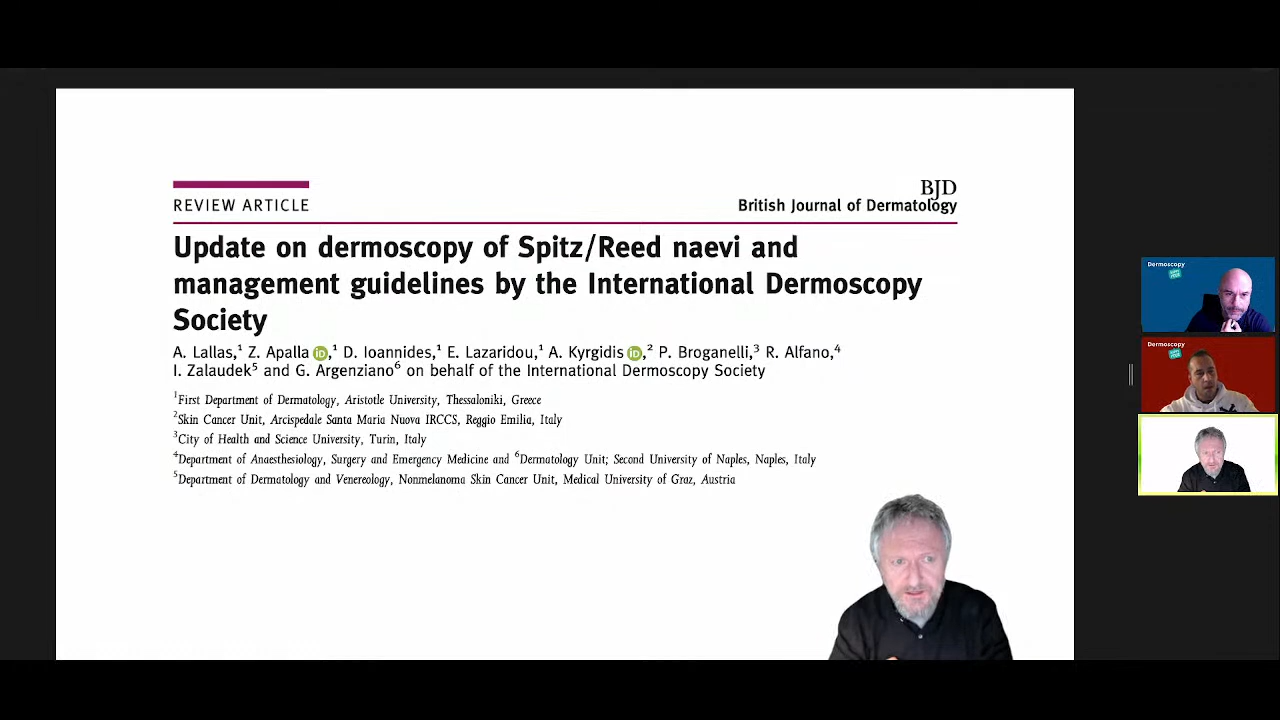 BJD
REVIEW ARTICLE
British Journal of Dermatology
Update on dermoscopy of Spitz/Reed naevi and
management guidelines by the International Dermoscopy
Society
A. Lallas,¹ Z. Apalla iD,¹ D. Ioannides,¹ E. Lazaridou,¹ A. Kyrgidis iD,² P. Broganelli,³ R. Alfano,⁴
I. Zalaudek⁵ and G. Argenziano⁶ on behalf of the International Dermoscopy Society
¹First Department of Dermatology, Aristotle University, Thessaloniki, Greece
²Skin Cancer Unit, Arcispedale Santa Maria Nuova IRCCS, Reggio Emilia, Italy
³City of Health and Science University, Turin, Italy
⁴Department of Anaesthesiology, Surgery and Emergency Medicine and ⁶Dermatology Unit; Second University of Naples, Naples, Italy
⁵Department of Dermatology and Venereology, Nonmelanoma Skin Cancer Unit, Medical University of Graz, Austria
Dermoscopy
Dermoscopy